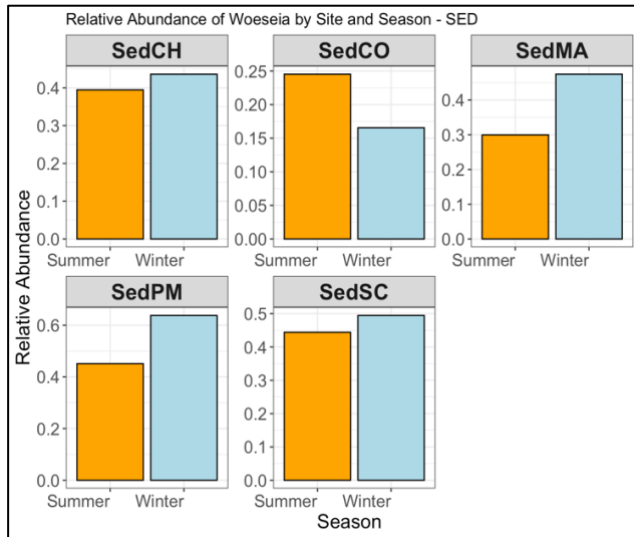 Relative Abundance of Woeseia by Site and Season - SED
SedCH SedCO SedMA
0.4 0.3 0.2 0.1 0.0
0.25 0.20 0.15 0.10 0.05 0.00
0.4 0.3 0.2 0.1 0.0
Summer Winter Summer Winter Summer Winter
Relative Abundance
SedPM SedSC
0.6 0.4 0.2 0.0
0.5 0.4 0.3 0.2 0.1 0.0
Summer Winter Summer Winter
Season